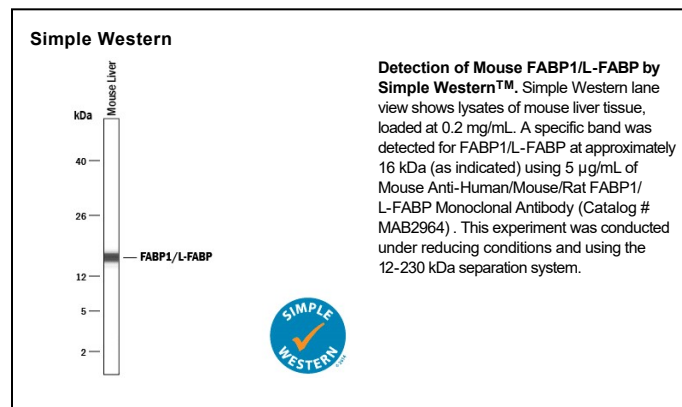 Simple Western
Mouse Liver
kDa
40
26
FABP1/L-FABP
12
5
2
SIMPLE
WESTERN
© 2014
Detection of Mouse FABP1/L-FABP by
Simple Western™. Simple Western lane
view shows lysates of mouse liver tissue,
loaded at 0.2 mg/mL. A specific band was
detected for FABP1/L-FABP at approximately
16 kDa (as indicated) using 5 µg/mL of
Mouse Anti-Human/Mouse/Rat FABP1/
L-FABP Monoclonal Antibody (Catalog #
MAB2964) . This experiment was conducted
under reducing conditions and using the
12-230 kDa separation system.